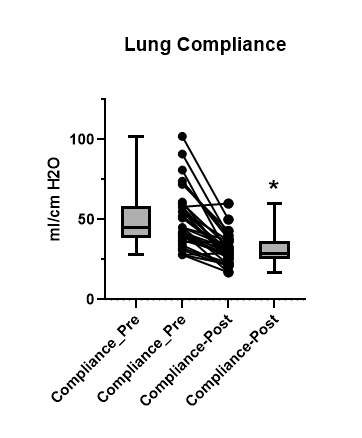 Lung Compliance
ml/cm H2O
100
50
0
*
Compliance_Pre
Compliance_Pre
Compliance-Post
Compliance-Post